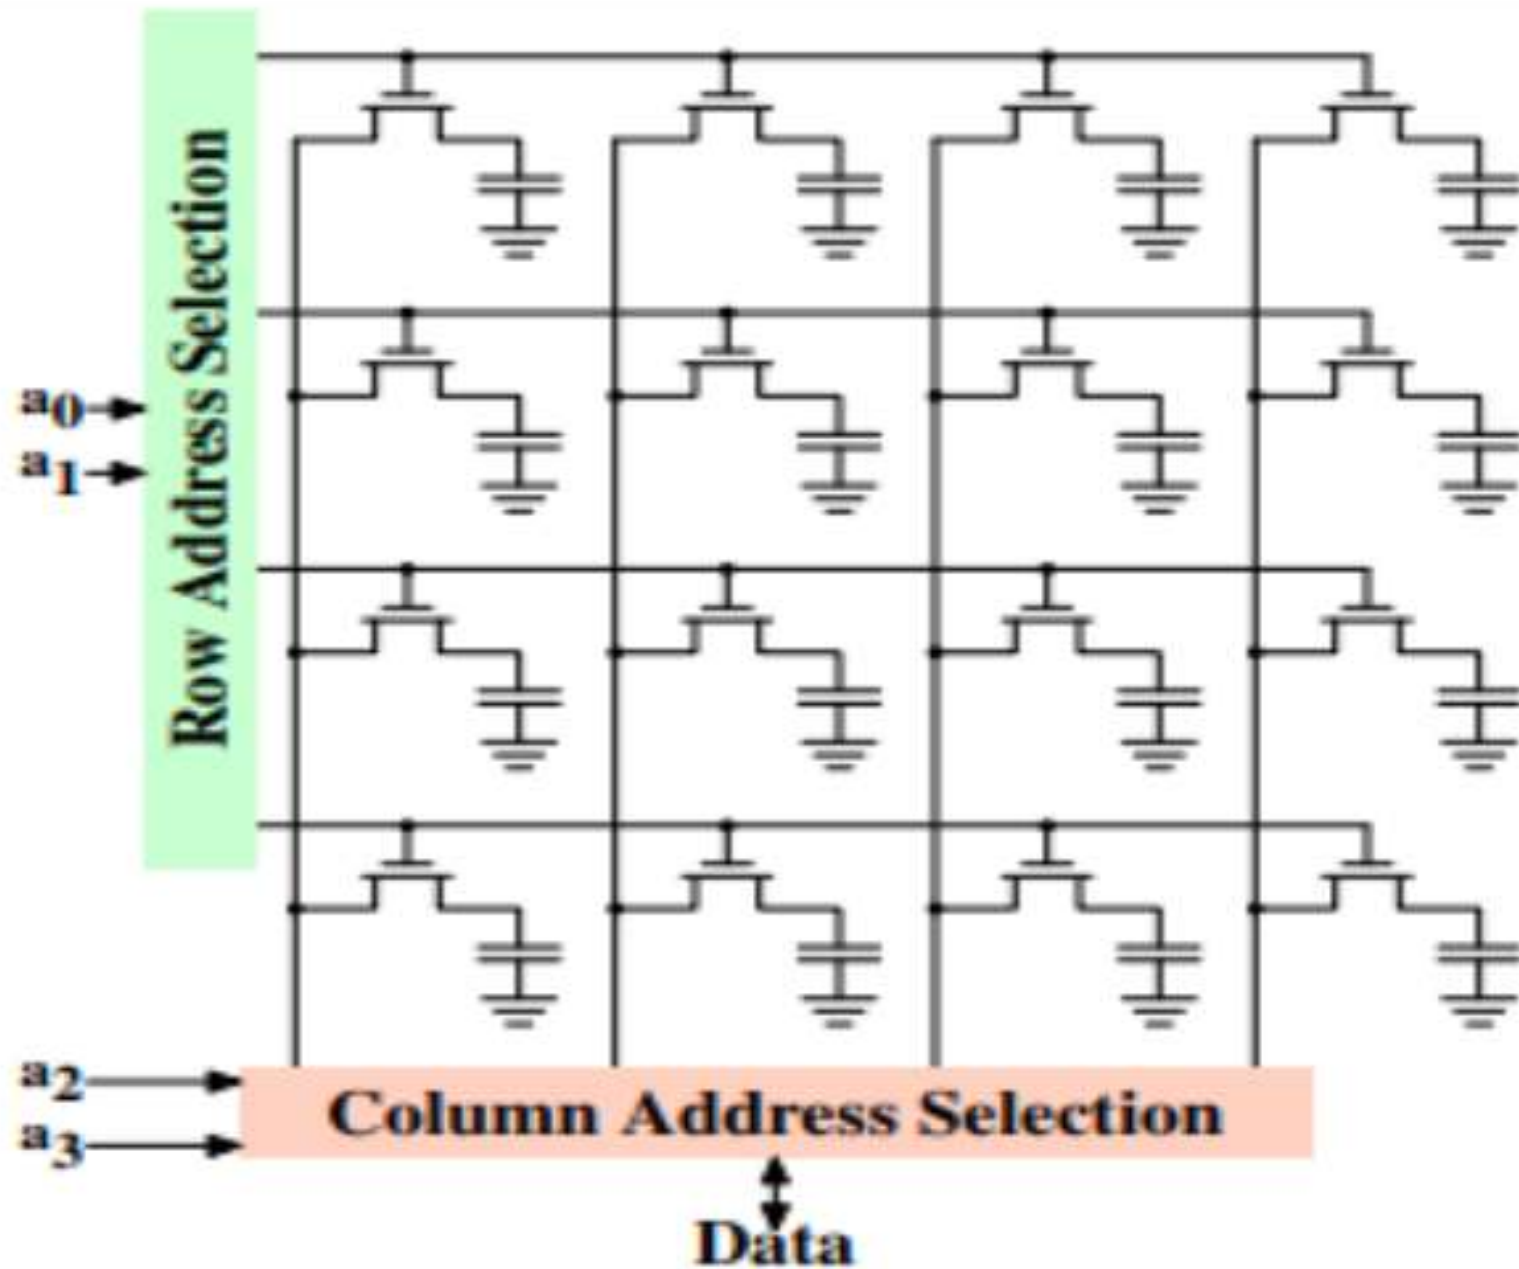 Row Address Selection
a0
a1
a2
a3
Column Address Selection
Data